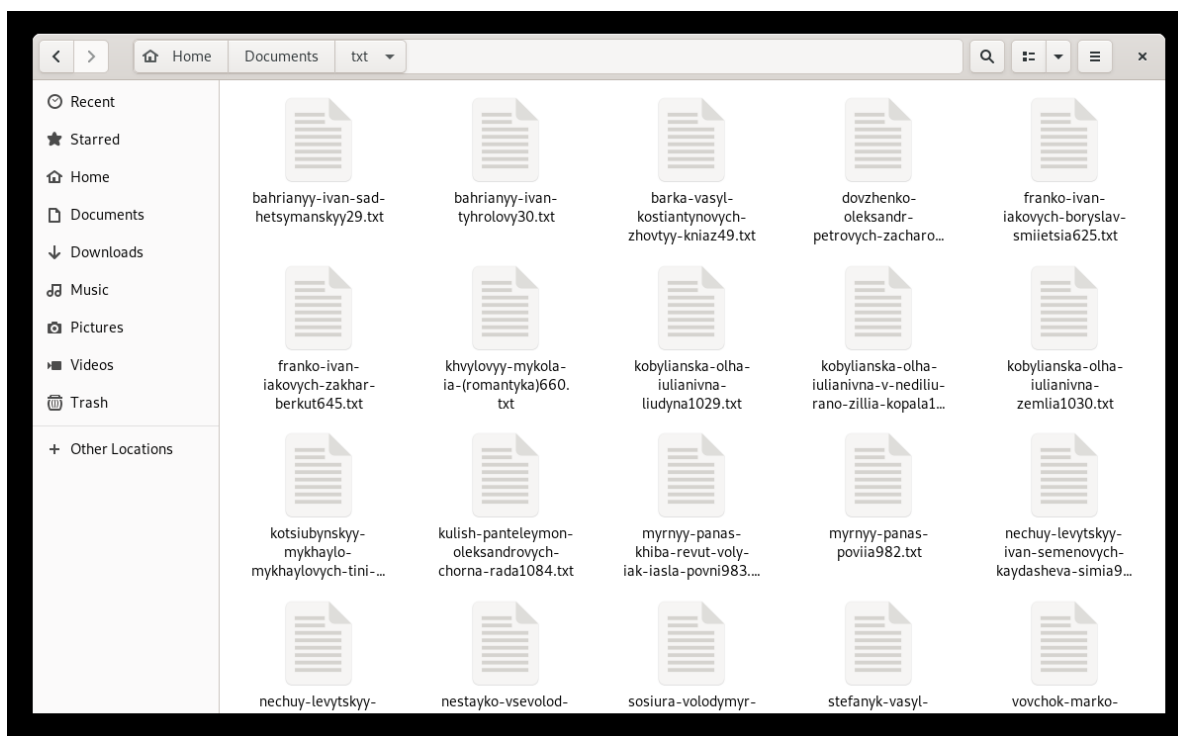 Home Documents txt
Recent
Starred
Home
Documents
Downloads
Music
Pictures
Videos
Trash
Other Locations
bahrianyy-ivan-sad-
hetsymanskyy29.txt
bahrianyy-ivan-
tyhrolovy30.txt
barka-vasyl-
kostiantynovych-
zhovtyy-kniaz49.txt
dovzhenko-
oleksandr-
petrovych-zacharo...
franko-ivan-
iakovych-boryslav-
smiietsia625.txt
franko-ivan-
iakovych-zakhar-
berkut645.txt
khvylovyy-mykola-
ia-(romantyka)660.
txt
kobylianska-olha-
iulianivna-
liudyna1029.txt
kobylianska-olha-
iulianivna-v-nediliu-
rano-zillia-kopala1...
kobylianska-olha-
iulianivna-
zemlia1030.txt
kotsiubynskyy-
mykhaylo-
mykhaylovych-tini-...
kulish-panteleymon-
oleksandrovych-
chorna-rada1084.txt
myrnyy-panas-
khiba-revut-voly-
iak-iasla-povni983....
myrnyy-panas-
poviia982.txt
nechuy-levytskyy-
ivan-semenovych-
kaydasheva-simia9...
nechuy-levytskyy-
nestayko-vsevolod-
sosiura-volodymyr-
stefanyk-vasyl-
vovchok-marko-